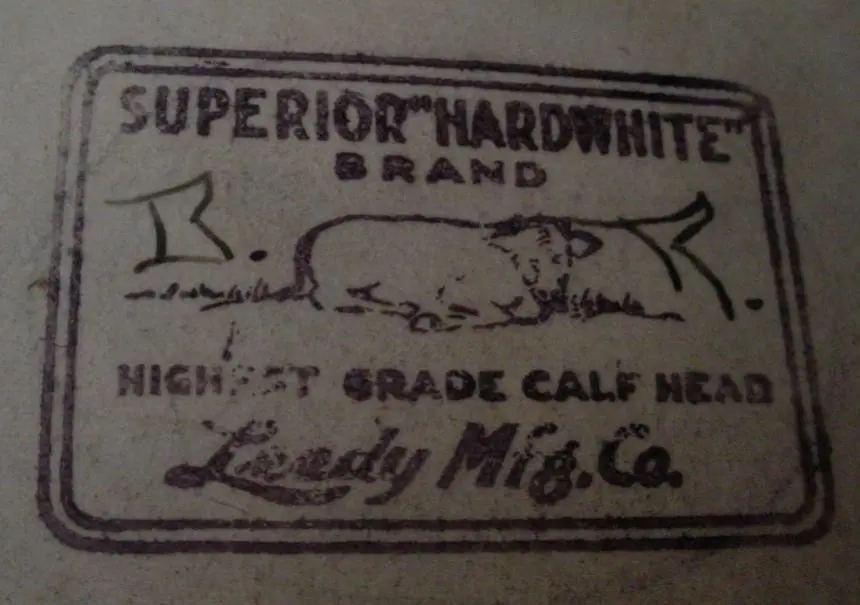 SUPERIOR "HARDWHITE"
BRAND
B. R.
HIGHEST GRADE CALF HEAD
Leedy Mfg. Co.